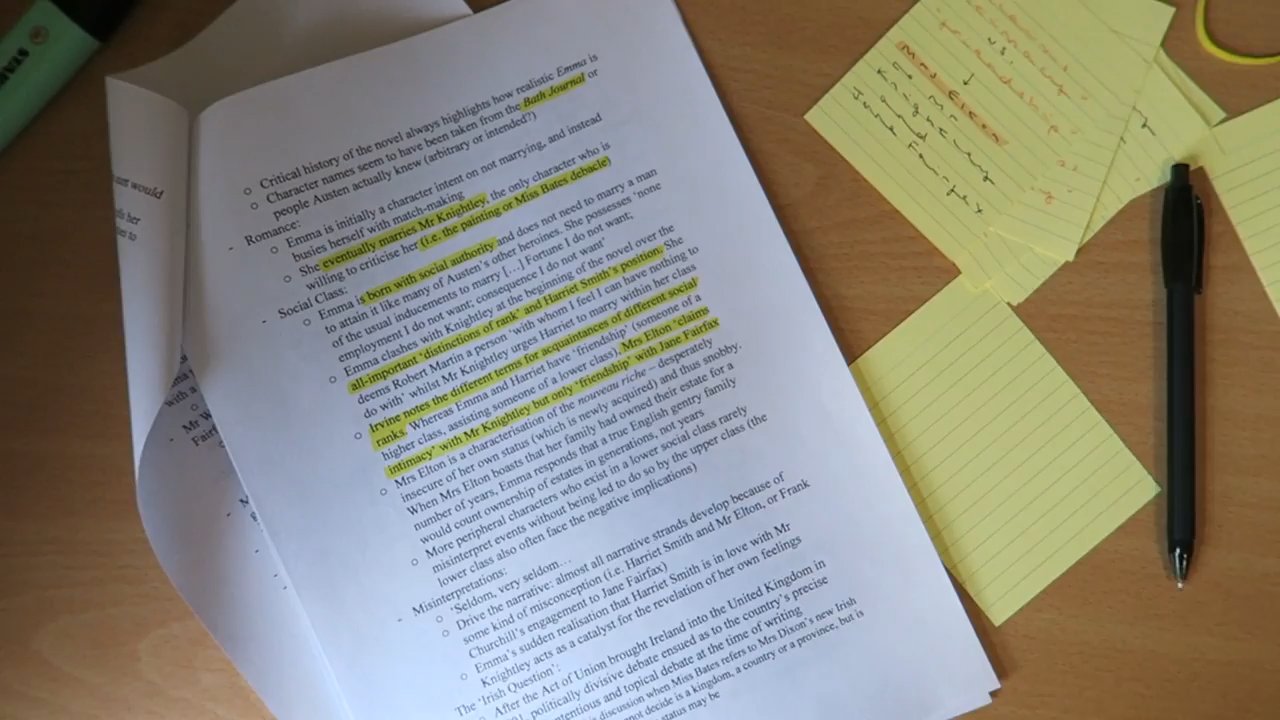 ○ Critical history of the novel always highlights how realistic Emma is
○ Character names seem to have been taken from the Bath Journal or
people Austen actually knew (arbitrary or intended?)
- Romance:
○ Emma is initially a character intent on not marrying, and instead
busies herself with match-making
○ She eventually marries Mr Knightley, the only character who is
willing to criticise her (i.e. the painting or Miss Bates debacle)
- Social Class:
○ Emma is born with social authority and does not need to marry a man
to attain it like many of Austen's other heroines. She possesses 'none
of the usual inducements to marry [...] Fortune I do not want;
employment I do not want; consequence I do not want'
○ Emma clashes with Knightley at the beginning of the novel over the
all-important 'distinctions of rank' and Harriet Smith's position. She
deems Robert Martin a person 'with whom I feel I can have nothing to
do with' whilst Mr Knightley urges Harriet to marry within her class
○ Irvine notes the different terms for acquaintances of different social
ranks. Whereas Emma and Harriet have 'friendship' (someone of a
higher class, assisting someone of a lower class), Mrs Elton 'claims
intimacy' with Mr Knightley but only 'friendship' with Jane Fairfax
○ Mrs Elton is a characterisation of the nouveau riche – desperately
insecure of her own status (which is newly acquired) and thus snobby.
When Mrs Elton boasts that her family had owned their estate for a
number of years, Emma responds that a true English gentry family
would count ownership of estates in generations, not years
○ More peripheral characters who exist in a lower social class rarely
misinterpret events without being led to do so by the upper class (the
lower class also often face the negative implications)
- Misinterpretations:
○ 'Seldom, very seldom…
○ Drive the narrative: almost all narrative strands develop because of
some kind of misconception (i.e. Harriet Smith and Mr Elton, or Frank
Churchill's engagement to Jane Fairfax)
○ Emma's sudden realisation that Harriet Smith is in love with Mr
Knightley acts as a catalyst for the revelation of her own feelings
The 'Irish Question':
After the Act of Union brought Ireland into the United Kingdom in
politically divisive debate ensued as to the country's precise
contentious and topical debate at the time of writing
discussion when Miss Bates refers to Mrs Dixon's new Irish
not decide is a kingdom, a country or a province, but is
status may be
would
her
to
with a
STAB
vs.
friendship
↓
Mrs Elton
Mr
Knightley
and
Jane Fairfax